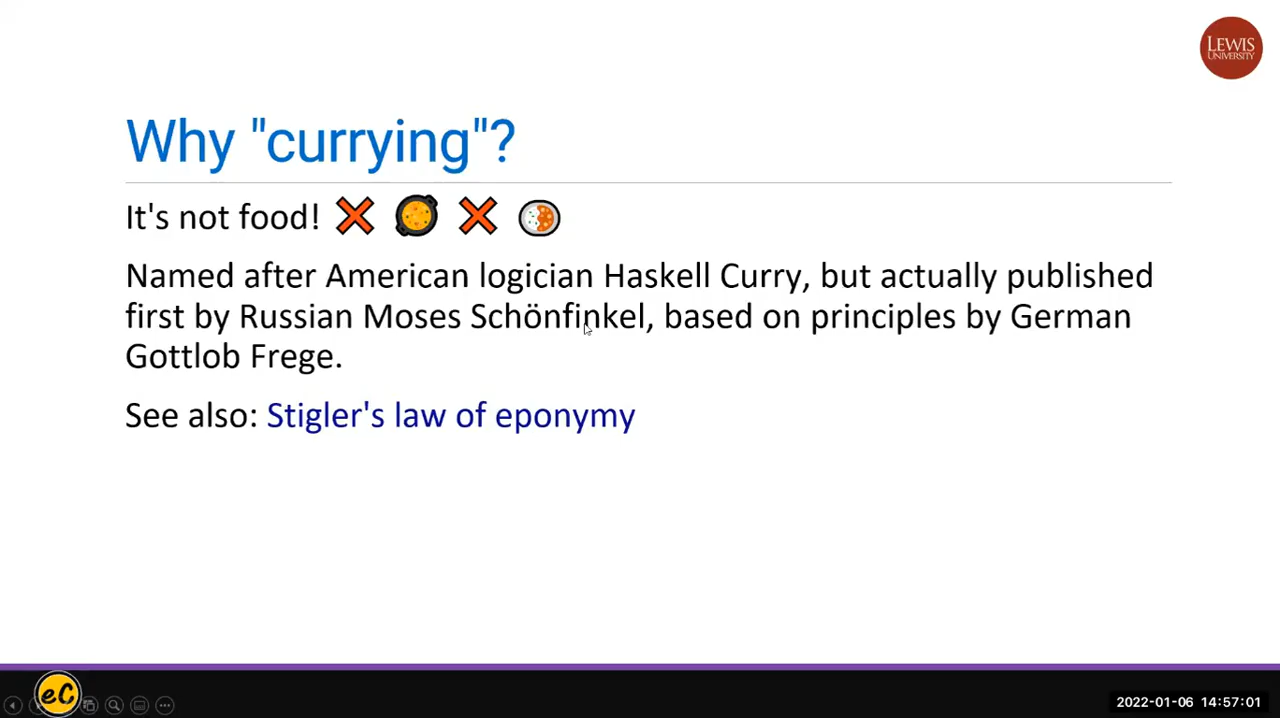 LEWIS
UNIVERSITY
Why "currying"?
It's not food! ❌ 🥘 ❌ 🍛
Named after American logician Haskell Curry, but actually published
first by Russian Moses Schönfinkel, based on principles by German
Gottlob Frege.
See also: Stigler's law of eponymy
eC
2022-01-06 14:57:01